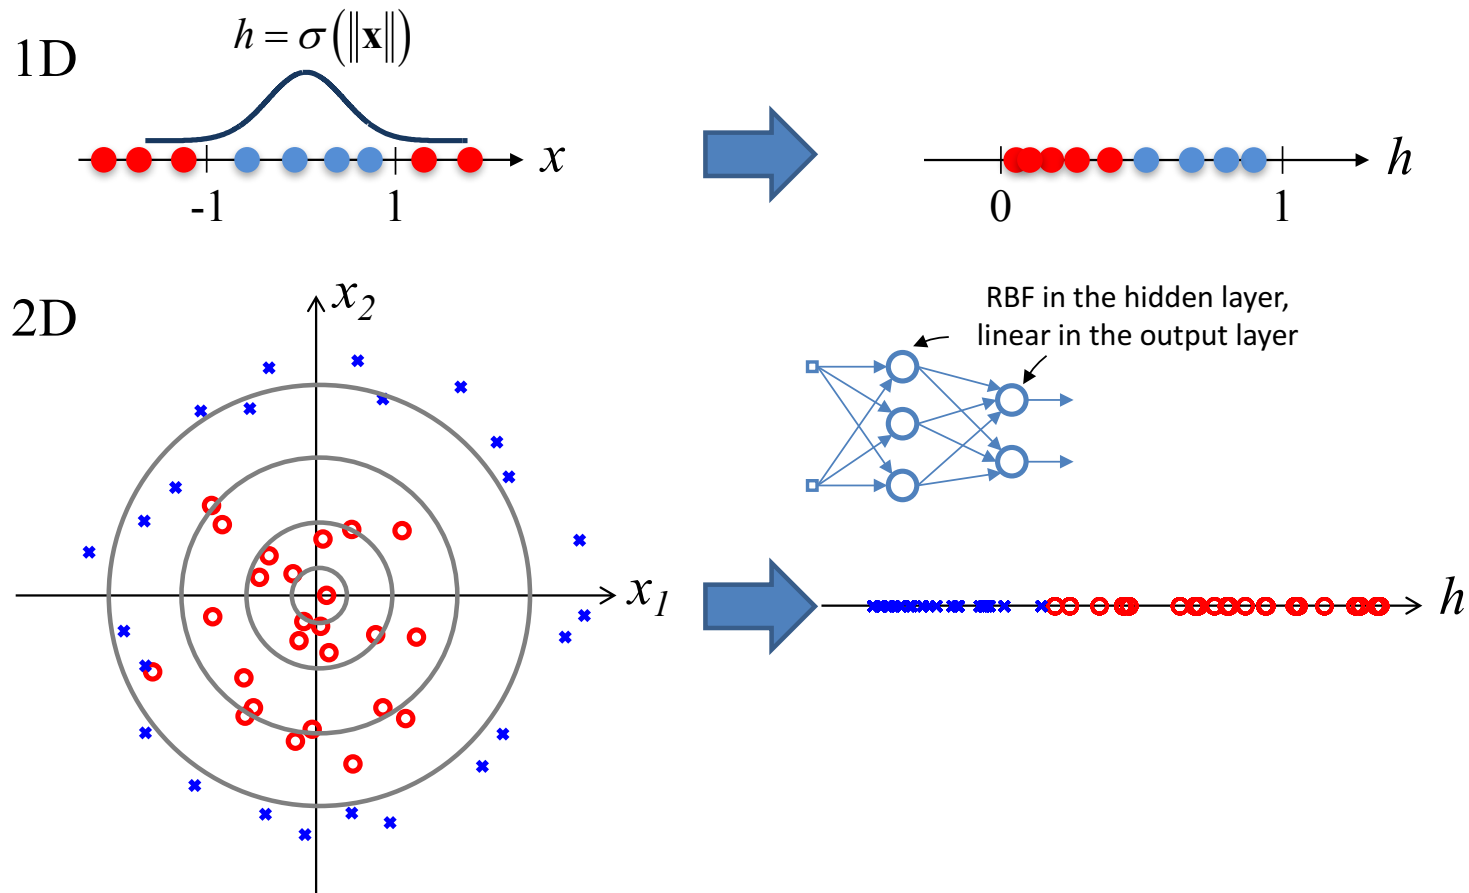 1D
h = σ(‖x‖)
x
-1
1
h
0
1
2D
x₂
x₁
RBF in the hidden layer,
linear in the output layer
h